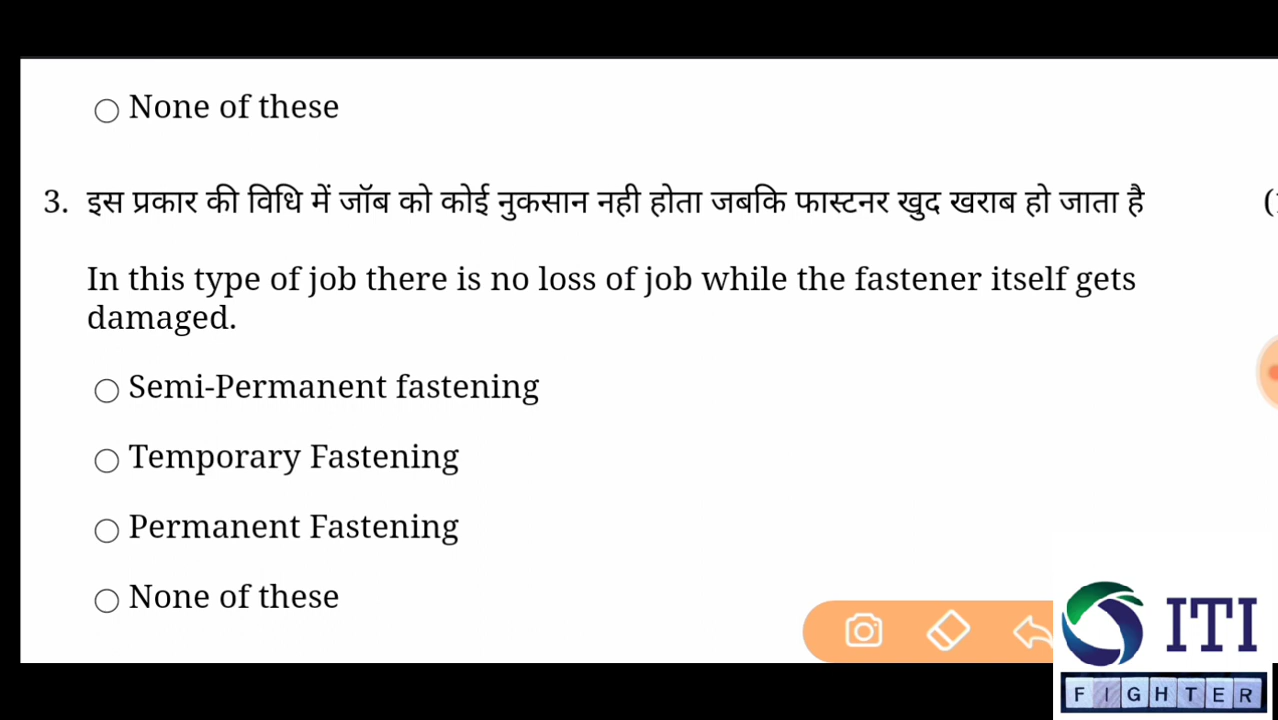 None of these
3. इस प्रकार की विधि में जॉब को कोई नुकसान नही होता जबकि फास्टनर खुद खराब हो जाता है
In this type of job there is no loss of job while the fastener itself gets
damaged.
Semi-Permanent fastening
Temporary Fastening
Permanent Fastening
None of these
ITI
FIGHTER